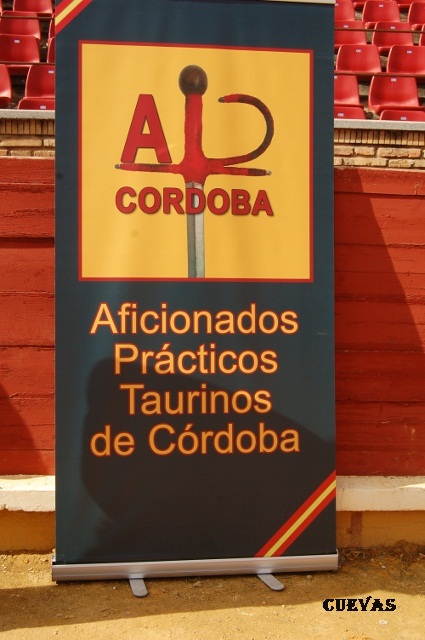 AP
CORDOBA
Aficionados
Prácticos
Taurinos
de Córdoba
CUEVAS